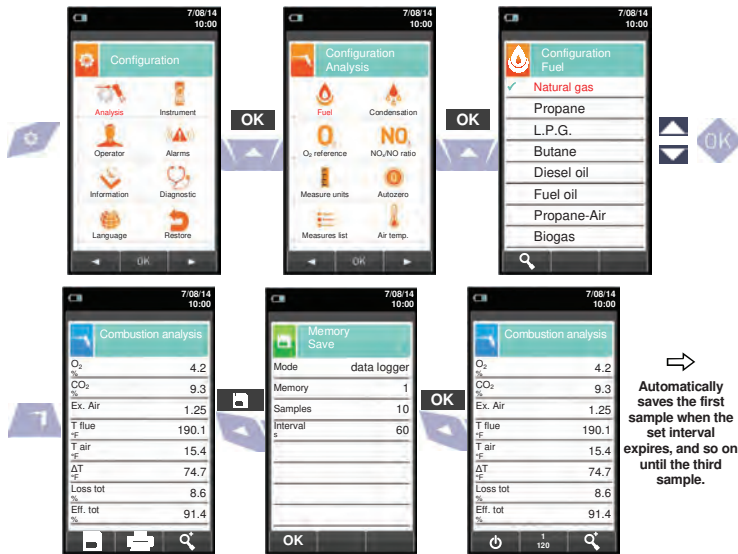 7/08/14
10:00
Configuration
Analysis
Instrument
Operator
Alarms
Information
Diagnostic
Language
Restore
OK
OK
7/08/14
10:00
Configuration
Analysis
Fuel
Condensation
O₂ reference
NOₓ/NO ratio
Measure units
Autozero
Measures list
Air temp.
OK
OK
7/08/14
10:00
Configuration
Fuel
Natural gas
Propane
L.P.G.
Butane
Diesel oil
Fuel oil
Propane-Air
Biogas
OK
7/08/14
10:00
Combustion analysis
O₂
% 4.2
CO₂
% 9.3
Ex. Air 1.25
T flue
°F 190.1
T air
°F 15.4
ΔT
°F 74.7
Loss tot
% 8.6
Eff. tot
% 91.4
7/08/14
10:00
Memory
Save
Mode data logger
Memory 1
Samples 10
Interval
s 60
OK
OK
7/08/14
10:00
Combustion analysis
O₂
% 4.2
CO₂
% 9.3
Ex. Air 1.25
T flue
°F 190.1
T air
°F 15.4
ΔT
°F 74.7
Loss tot
% 8.6
Eff. tot
% 91.4
1
120
Automatically
saves the first
sample when the
set interval
expires, and so on
until the third
sample.